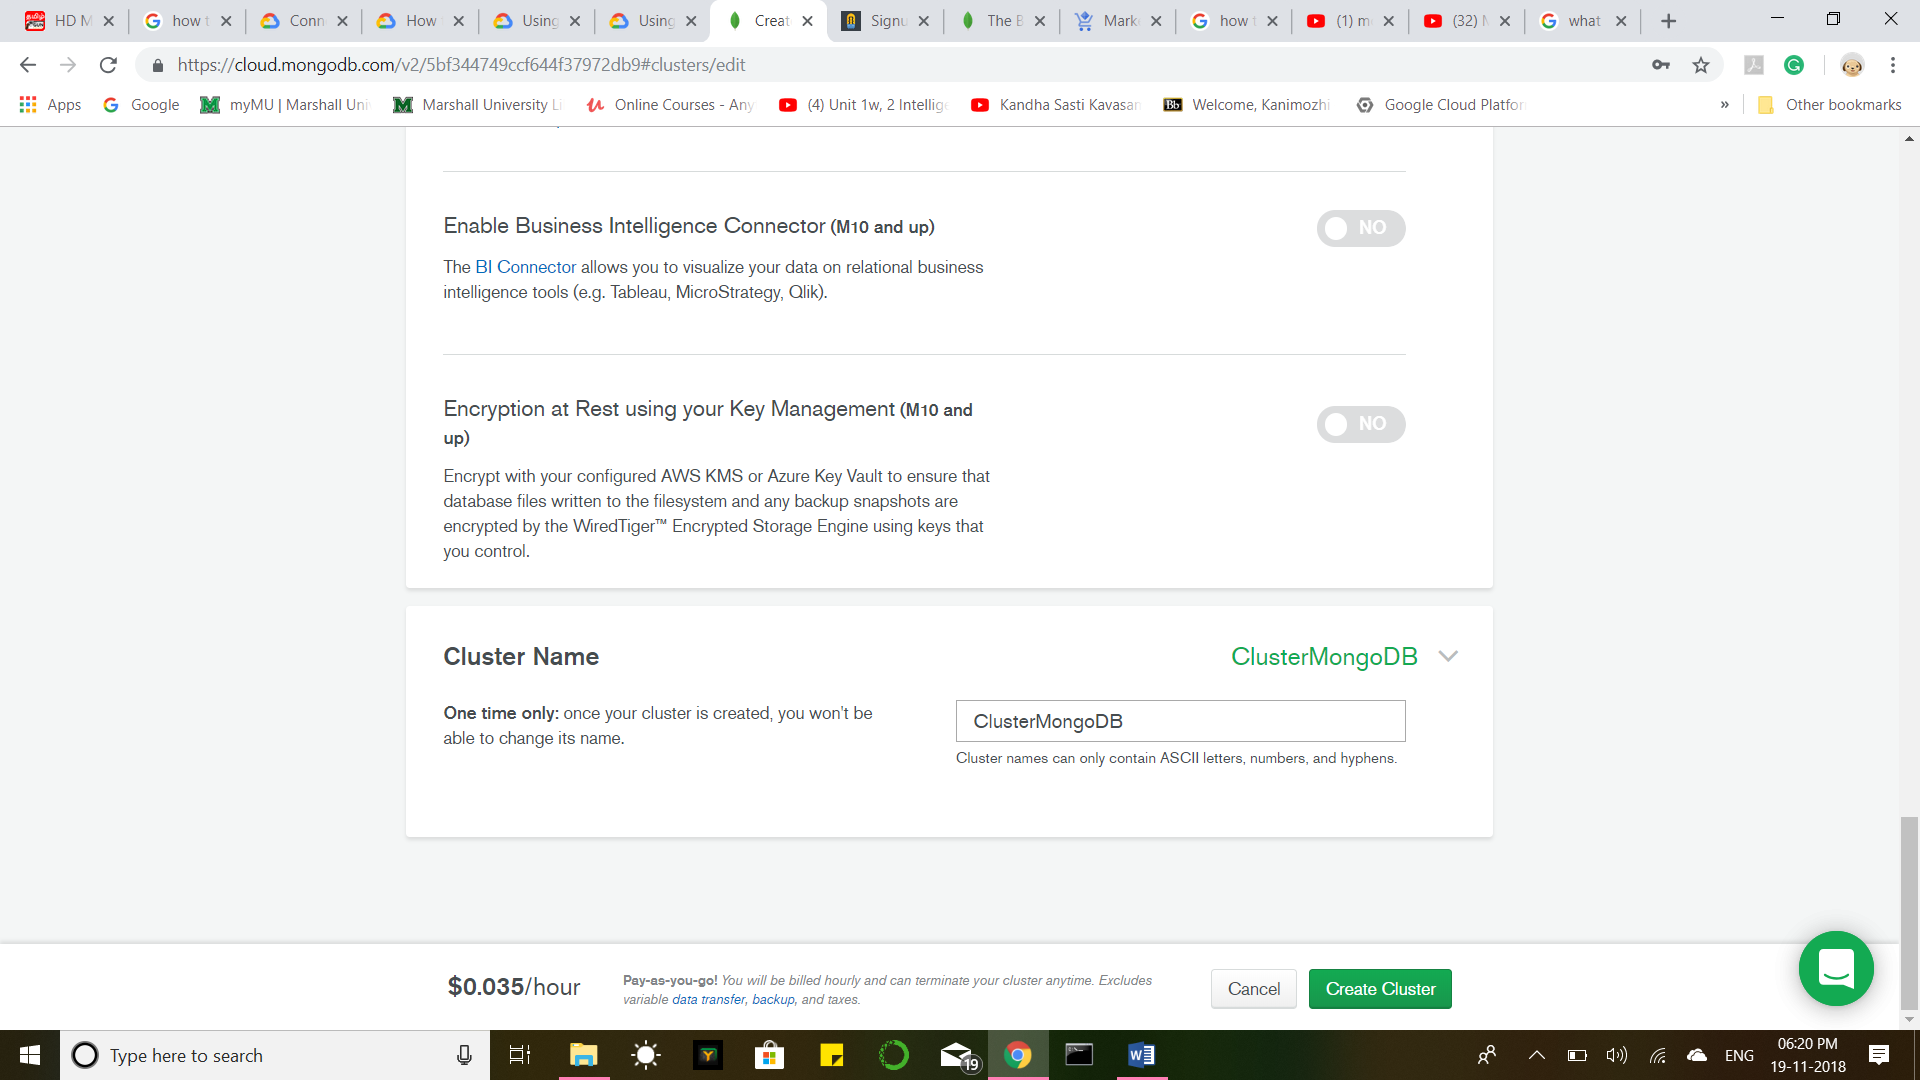 HD M
how t
Conn
How
Using
Using
Creat
Signu
The B
Mark
how t
(1) m
(32) M
what
https://cloud.mongodb.com/v2/5bf344749ccf644f37972db9#clusters/edit
Apps
Google
myMU | Marshall Uni
Marshall University Li
Online Courses - Any
(4) Unit 1w, 2 Intellige
Kandha Sasti Kavasam
Bb
Welcome, Kanimozhi
Google Cloud Platfor
»
Other bookmarks
Enable Business Intelligence Connector (M10 and up)
NO
The BI Connector allows you to visualize your data on relational business
intelligence tools (e.g. Tableau, MicroStrategy, Qlik).
Encryption at Rest using your Key Management (M10 and
up)
NO
Encrypt with your configured AWS KMS or Azure Key Vault to ensure that
database files written to the filesystem and any backup snapshots are
encrypted by the WiredTiger™ Encrypted Storage Engine using keys that
you control.
Cluster Name
ClusterMongoDB
One time only: once your cluster is created, you won't be
able to change its name.
ClusterMongoDB
Cluster names can only contain ASCII letters, numbers, and hyphens.
$0.035/hour
Pay-as-you-go! You will be billed hourly and can terminate your cluster anytime. Excludes
variable data transfer, backup, and taxes.
Cancel
Create Cluster
Type here to search
19
ENG
06:20 PM
19-11-2018